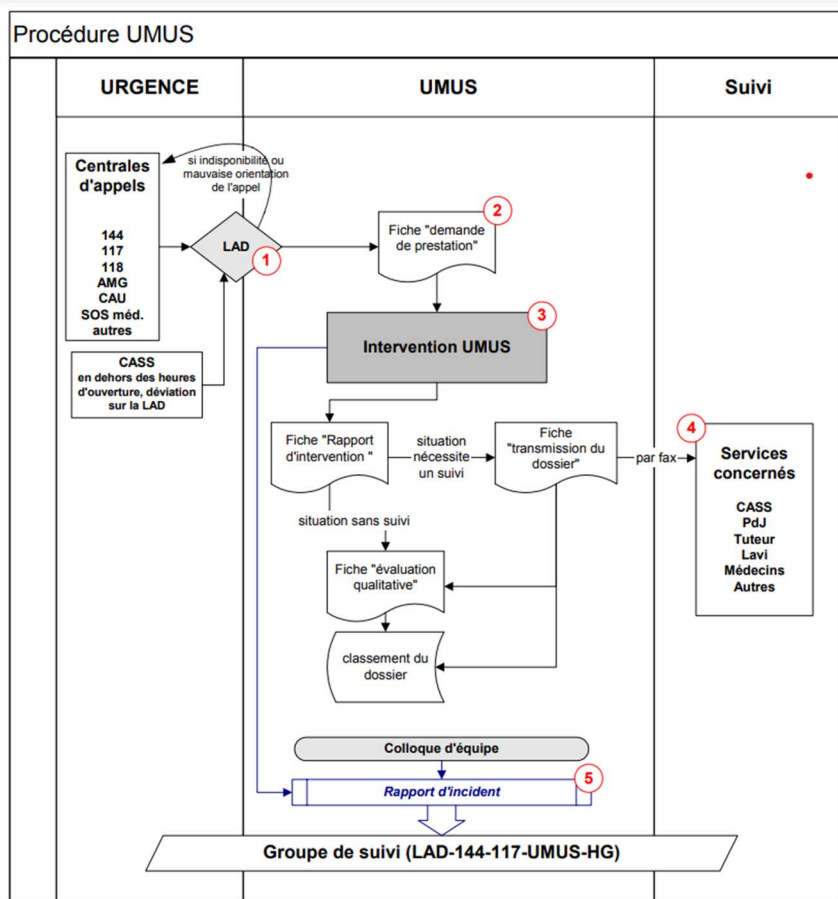 Procédure UMUS
URGENCE
UMUS
Suivi
Centrales
d'appels
144
117
118
AMG
CAU
SOS méd.
autres
si indisponibilité ou
mauvaise orientation
de l'appel
LAD
1
CASS
en dehors des heures
d'ouverture, déviation
sur la LAD
2
Fiche "demande
de prestation"
3
Intervention UMUS
Fiche "Rapport
d'intervention "
situation
nécessite
un suivi
Fiche
"transmission du
dossier"
par fax
4
Services
concernés
CASS
PdJ
Tuteur
Lavi
Médecins
Autres
situation sans suivi
Fiche "évaluation
qualitative"
classement du
dossier
Colloque d'équipe
5
Rapport d'incident
Groupe de suivi (LAD-144-117-UMUS-HG)